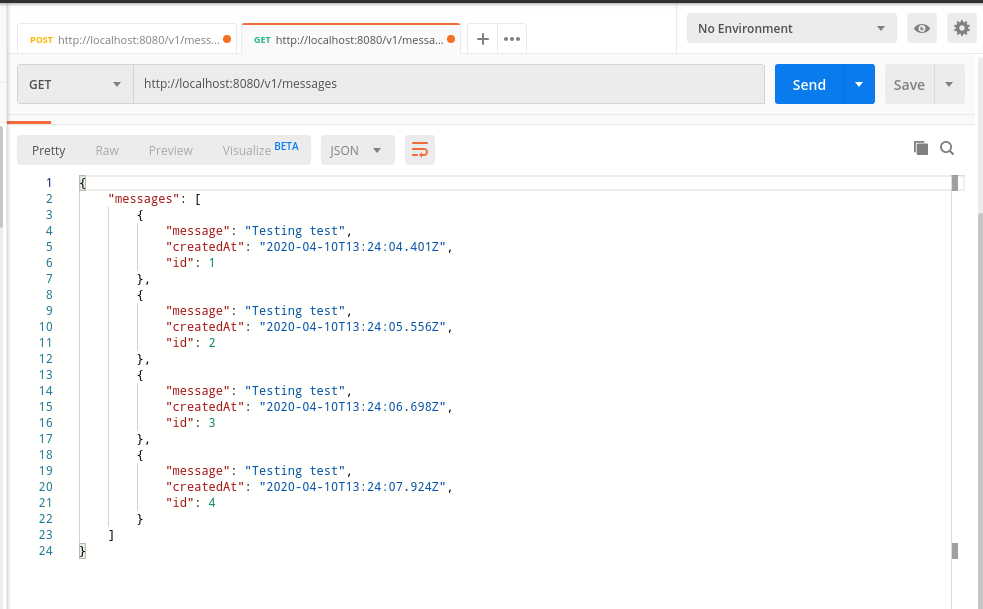 POST http://localhost:8080/v1/mess...
GET http://localhost:8080/v1/messa...
+ •••
No Environment
GET http://localhost:8080/v1/messages
Send
Save
Pretty Raw Preview Visualize BETA JSON
1 {
2 "messages": [
3 {
4 "message": "Testing test",
5 "createdAt": "2020-04-10T13:24:04.401Z",
6 "id": 1
7 },
8 {
9 "message": "Testing test",
10 "createdAt": "2020-04-10T13:24:05.556Z",
11 "id": 2
12 },
13 {
14 "message": "Testing test",
15 "createdAt": "2020-04-10T13:24:06.698Z",
16 "id": 3
17 },
18 {
19 "message": "Testing test",
20 "createdAt": "2020-04-10T13:24:07.924Z",
21 "id": 4
22 }
23 ]
24 }